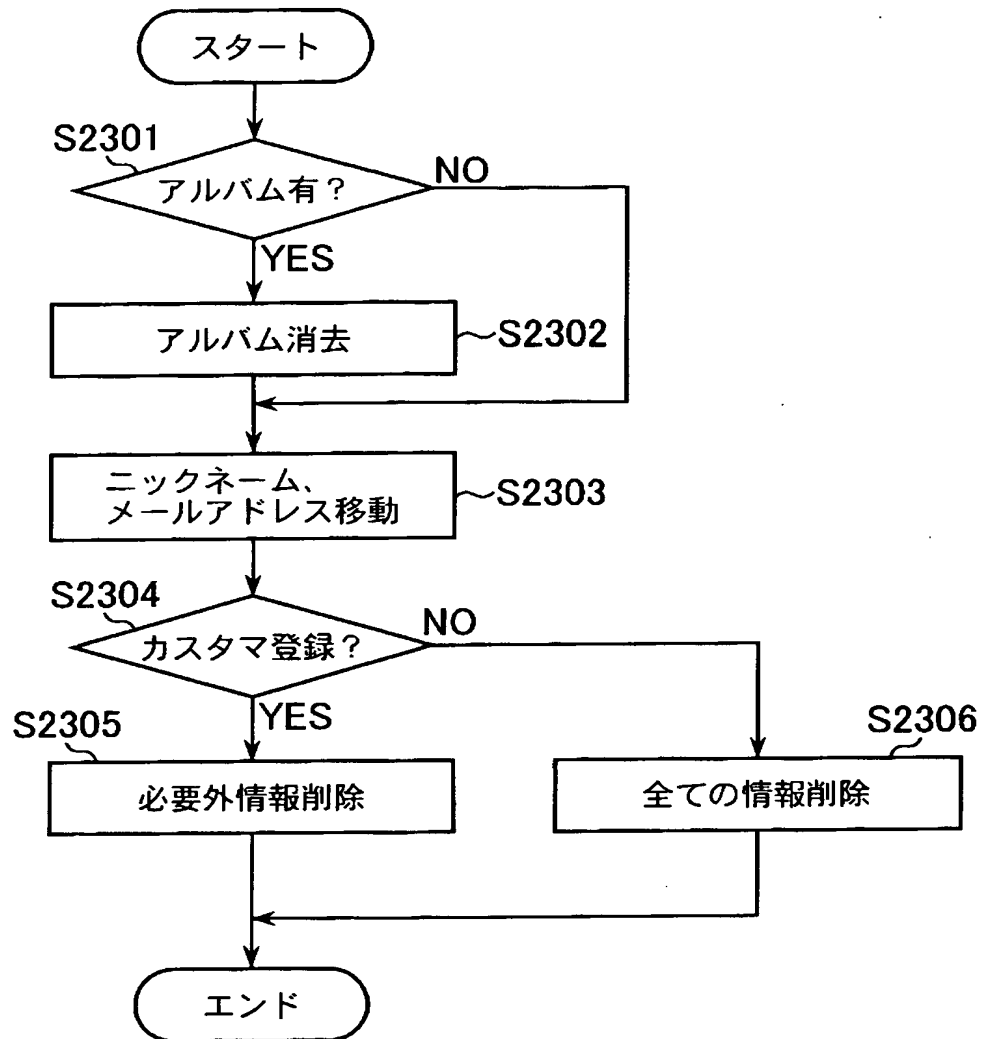 スタート
S2301
アルバム有？
NO
YES
アルバム消去
S2302
ニックネーム、
メールアドレス移動
S2303
S2304
カスタマ登録？
NO
YES
S2305
必要外情報削除
S2306
全ての情報削除
エンド